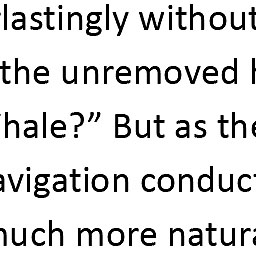 lastingly without
the unremoved
hale?” But as the
avigation conduct
much more natura